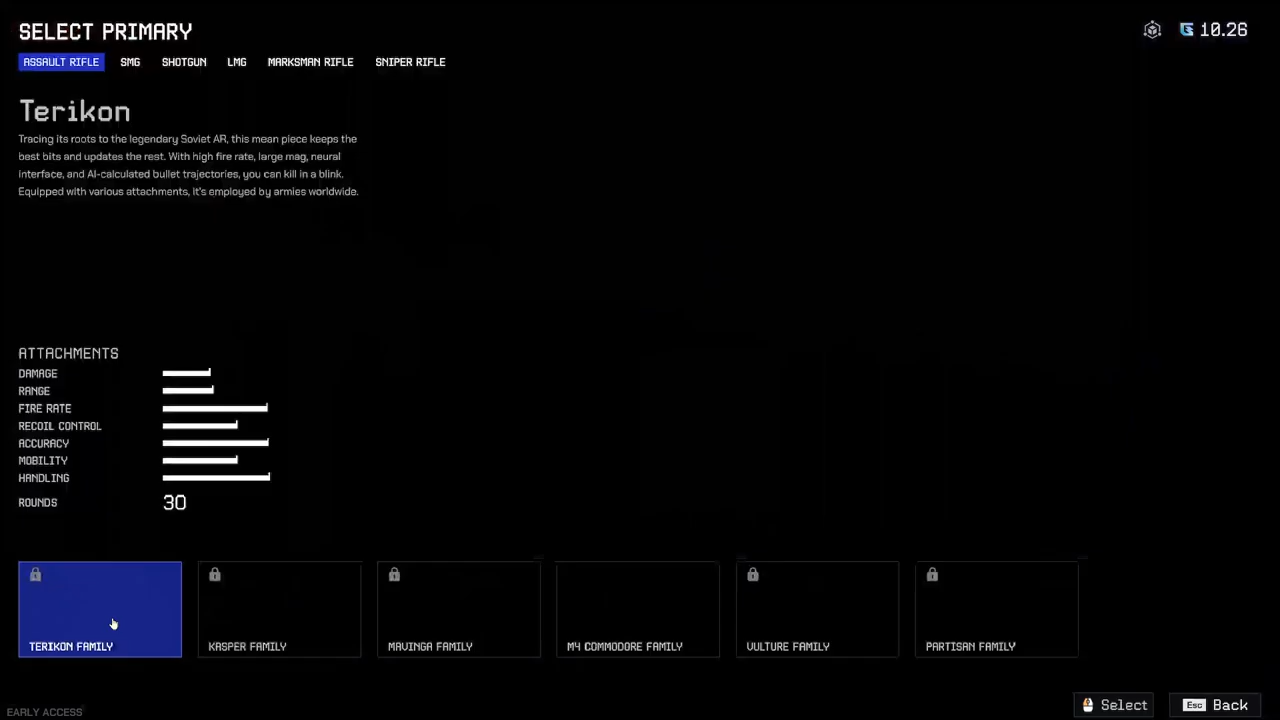 SELECT PRIMARY
10.26
ASSAULT RIFLE SMG SHOTGUN LMG MARKSMAN RIFLE SNIPER RIFLE
Terikon
Tracing its roots to the legendary Soviet AR, this mean piece keeps the
best bits and updates the rest. With high fire rate, large mag, neural
interface, and AI-calculated bullet trajectories, you can kill in a blink.
Equipped with various attachments, it's employed by armies worldwide.
ATTACHMENTS
DAMAGE
RANGE
FIRE RATE
RECOIL CONTROL
ACCURACY
MOBILITY
HANDLING
ROUNDS 30
TERIKON FAMILY KASPER FAMILY MAVINGA FAMILY M4 COMMODORE FAMILY VULTURE FAMILY PARTISAN FAMILY
Select Esc Back
EARLY ACCESS